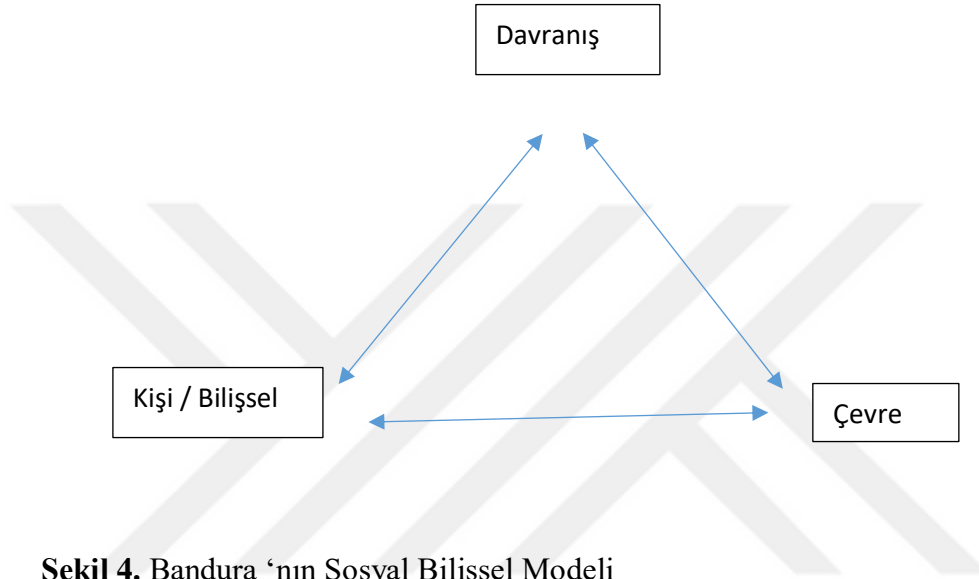 Davranış
Kişi / Bilişsel
Çevre
Şekil 4. Bandura ‘nın Sosyal Bilişsel Modeli